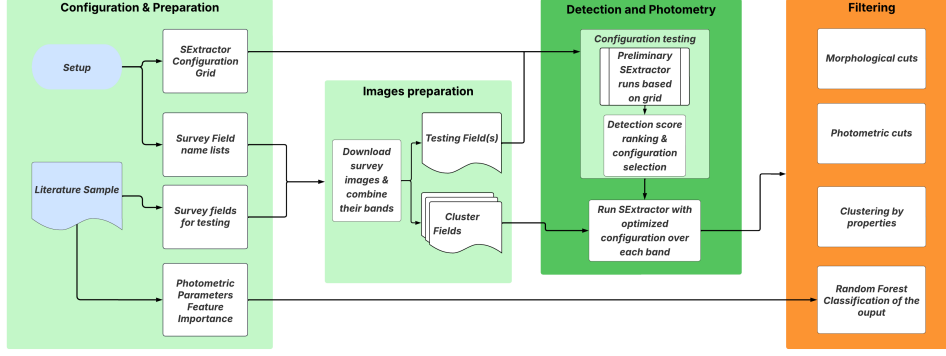 Configuration & Preparation
Setup
SExtractor
Configuration
Grid
Survey Field
name lists
Literature Sample
Survey fields
for testing
Photometric
Parameters
Feature
Importance
Images preparation
Download
survey
images &
combine
their bands
Testing Field(s)
Cluster
Fields
Detection and Photometry
Configuration testing
Preliminary
SExtractor
runs based
on grid
Detection score
ranking &
configuration
selection
Run SExtractor with
optimized
configuration over
each band
Filtering
Morphological cuts
Photometric cuts
Clustering by
properties
Random Forest
Classification of the
ouput